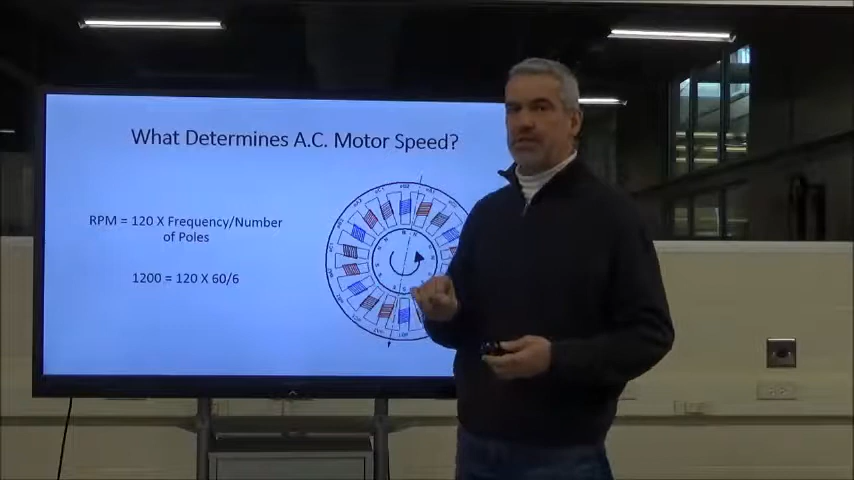 What Determines A.C. Motor Speed?
RPM = 120 X Frequency/Number
of Poles
1200 = 120 X 60/6